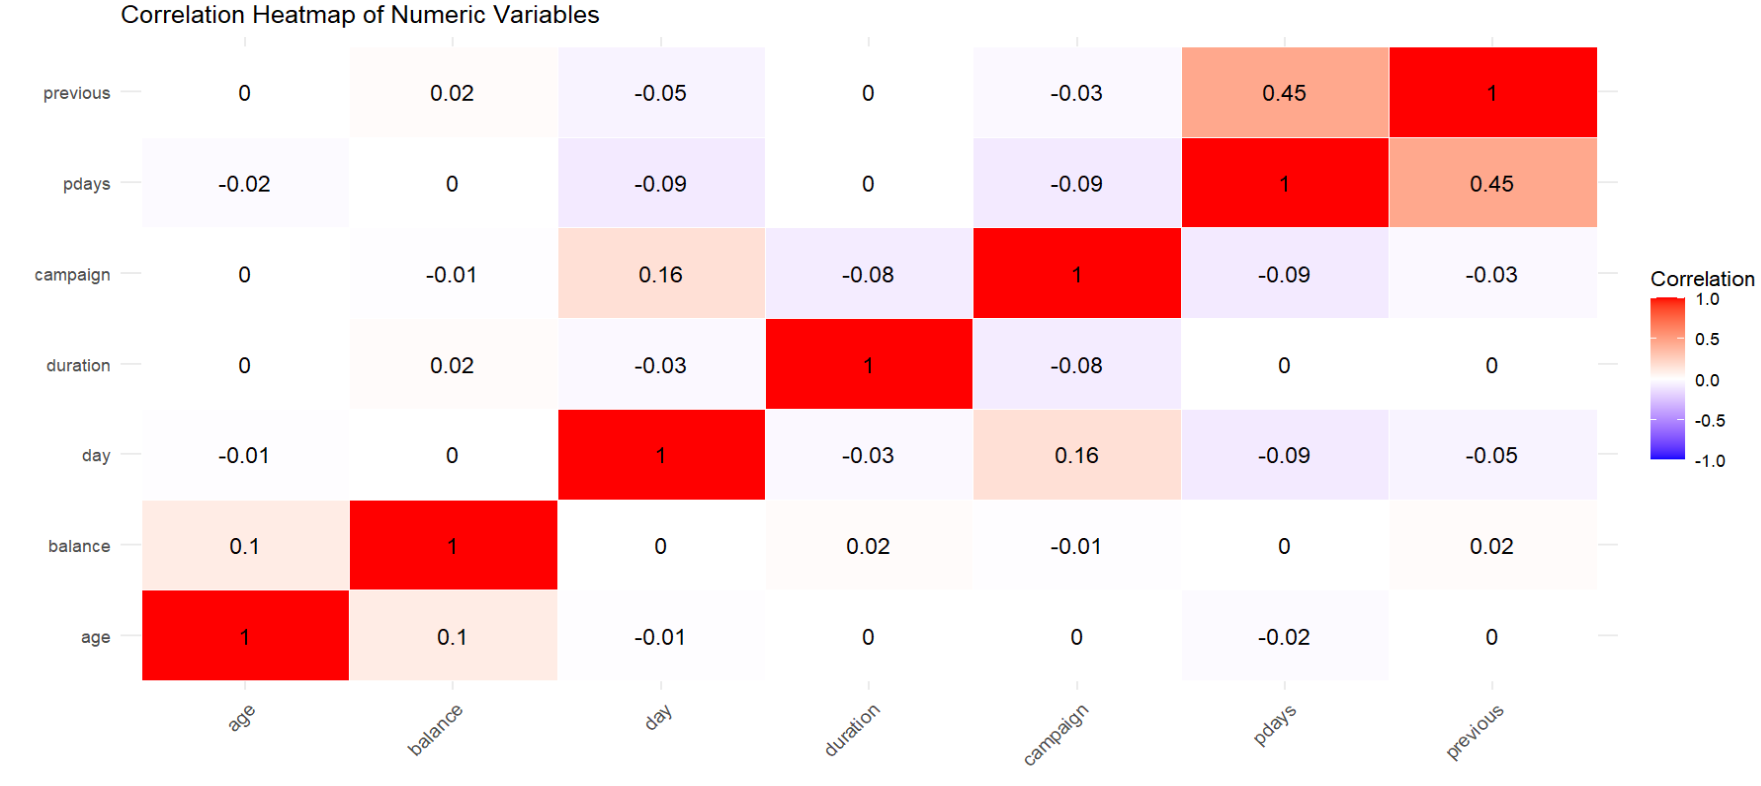 Correlation Heatmap of Numeric Variables
previous 0 0.02 -0.05 0 -0.03 0.45 1
pdays -0.02 0 -0.09 0 -0.09 1 0.45
campaign 0 -0.01 0.16 -0.08 1 -0.09 -0.03
duration 0 0.02 -0.03 1 -0.08 0 0
day -0.01 0 1 -0.03 0.16 -0.09 -0.05
balance 0.1 1 0 0.02 -0.01 0 0.02
age 1 0.1 -0.01 0 0 -0.02 0
age balance day duration campaign pdays previous
Correlation
1.0
0.5
0.0
-0.5
-1.0